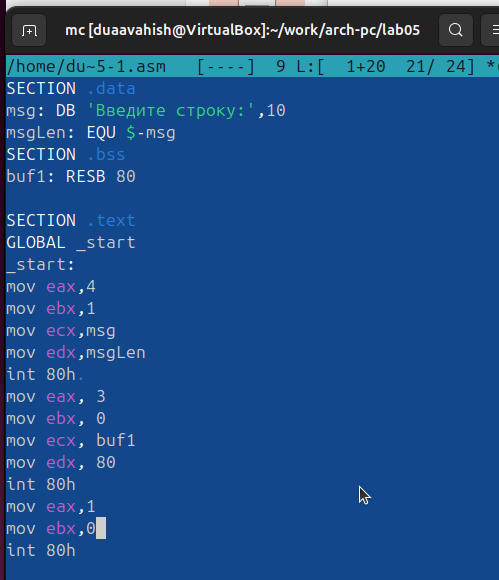 mc [duaavahish@VirtualBox]:~/work/arch-pc/lab05
/home/du~5-1.asm   [----]  9 L:[  1+20  21/ 24] *
SECTION .data
msg: DB 'Введите строку:',10
msgLen: EQU $-msg
SECTION .bss
buf1: RESB 80
SECTION .text
GLOBAL _start
_start:
mov eax,4
mov ebx,1
mov ecx,msg
mov edx,msgLen
int 80h.
mov eax, 3
mov ebx, 0
mov ecx, buf1
mov edx, 80
int 80h
mov eax,1
mov ebx,0
int 80h